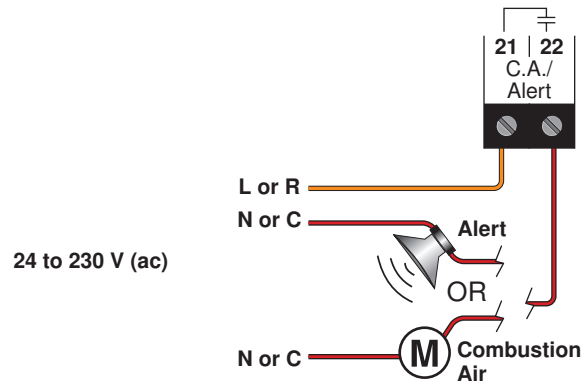 21 | 22
C.A./
Alert
L or R
N or C
Alert
24 to 230 V (ac)
OR
N or C
M
Combustion
Air